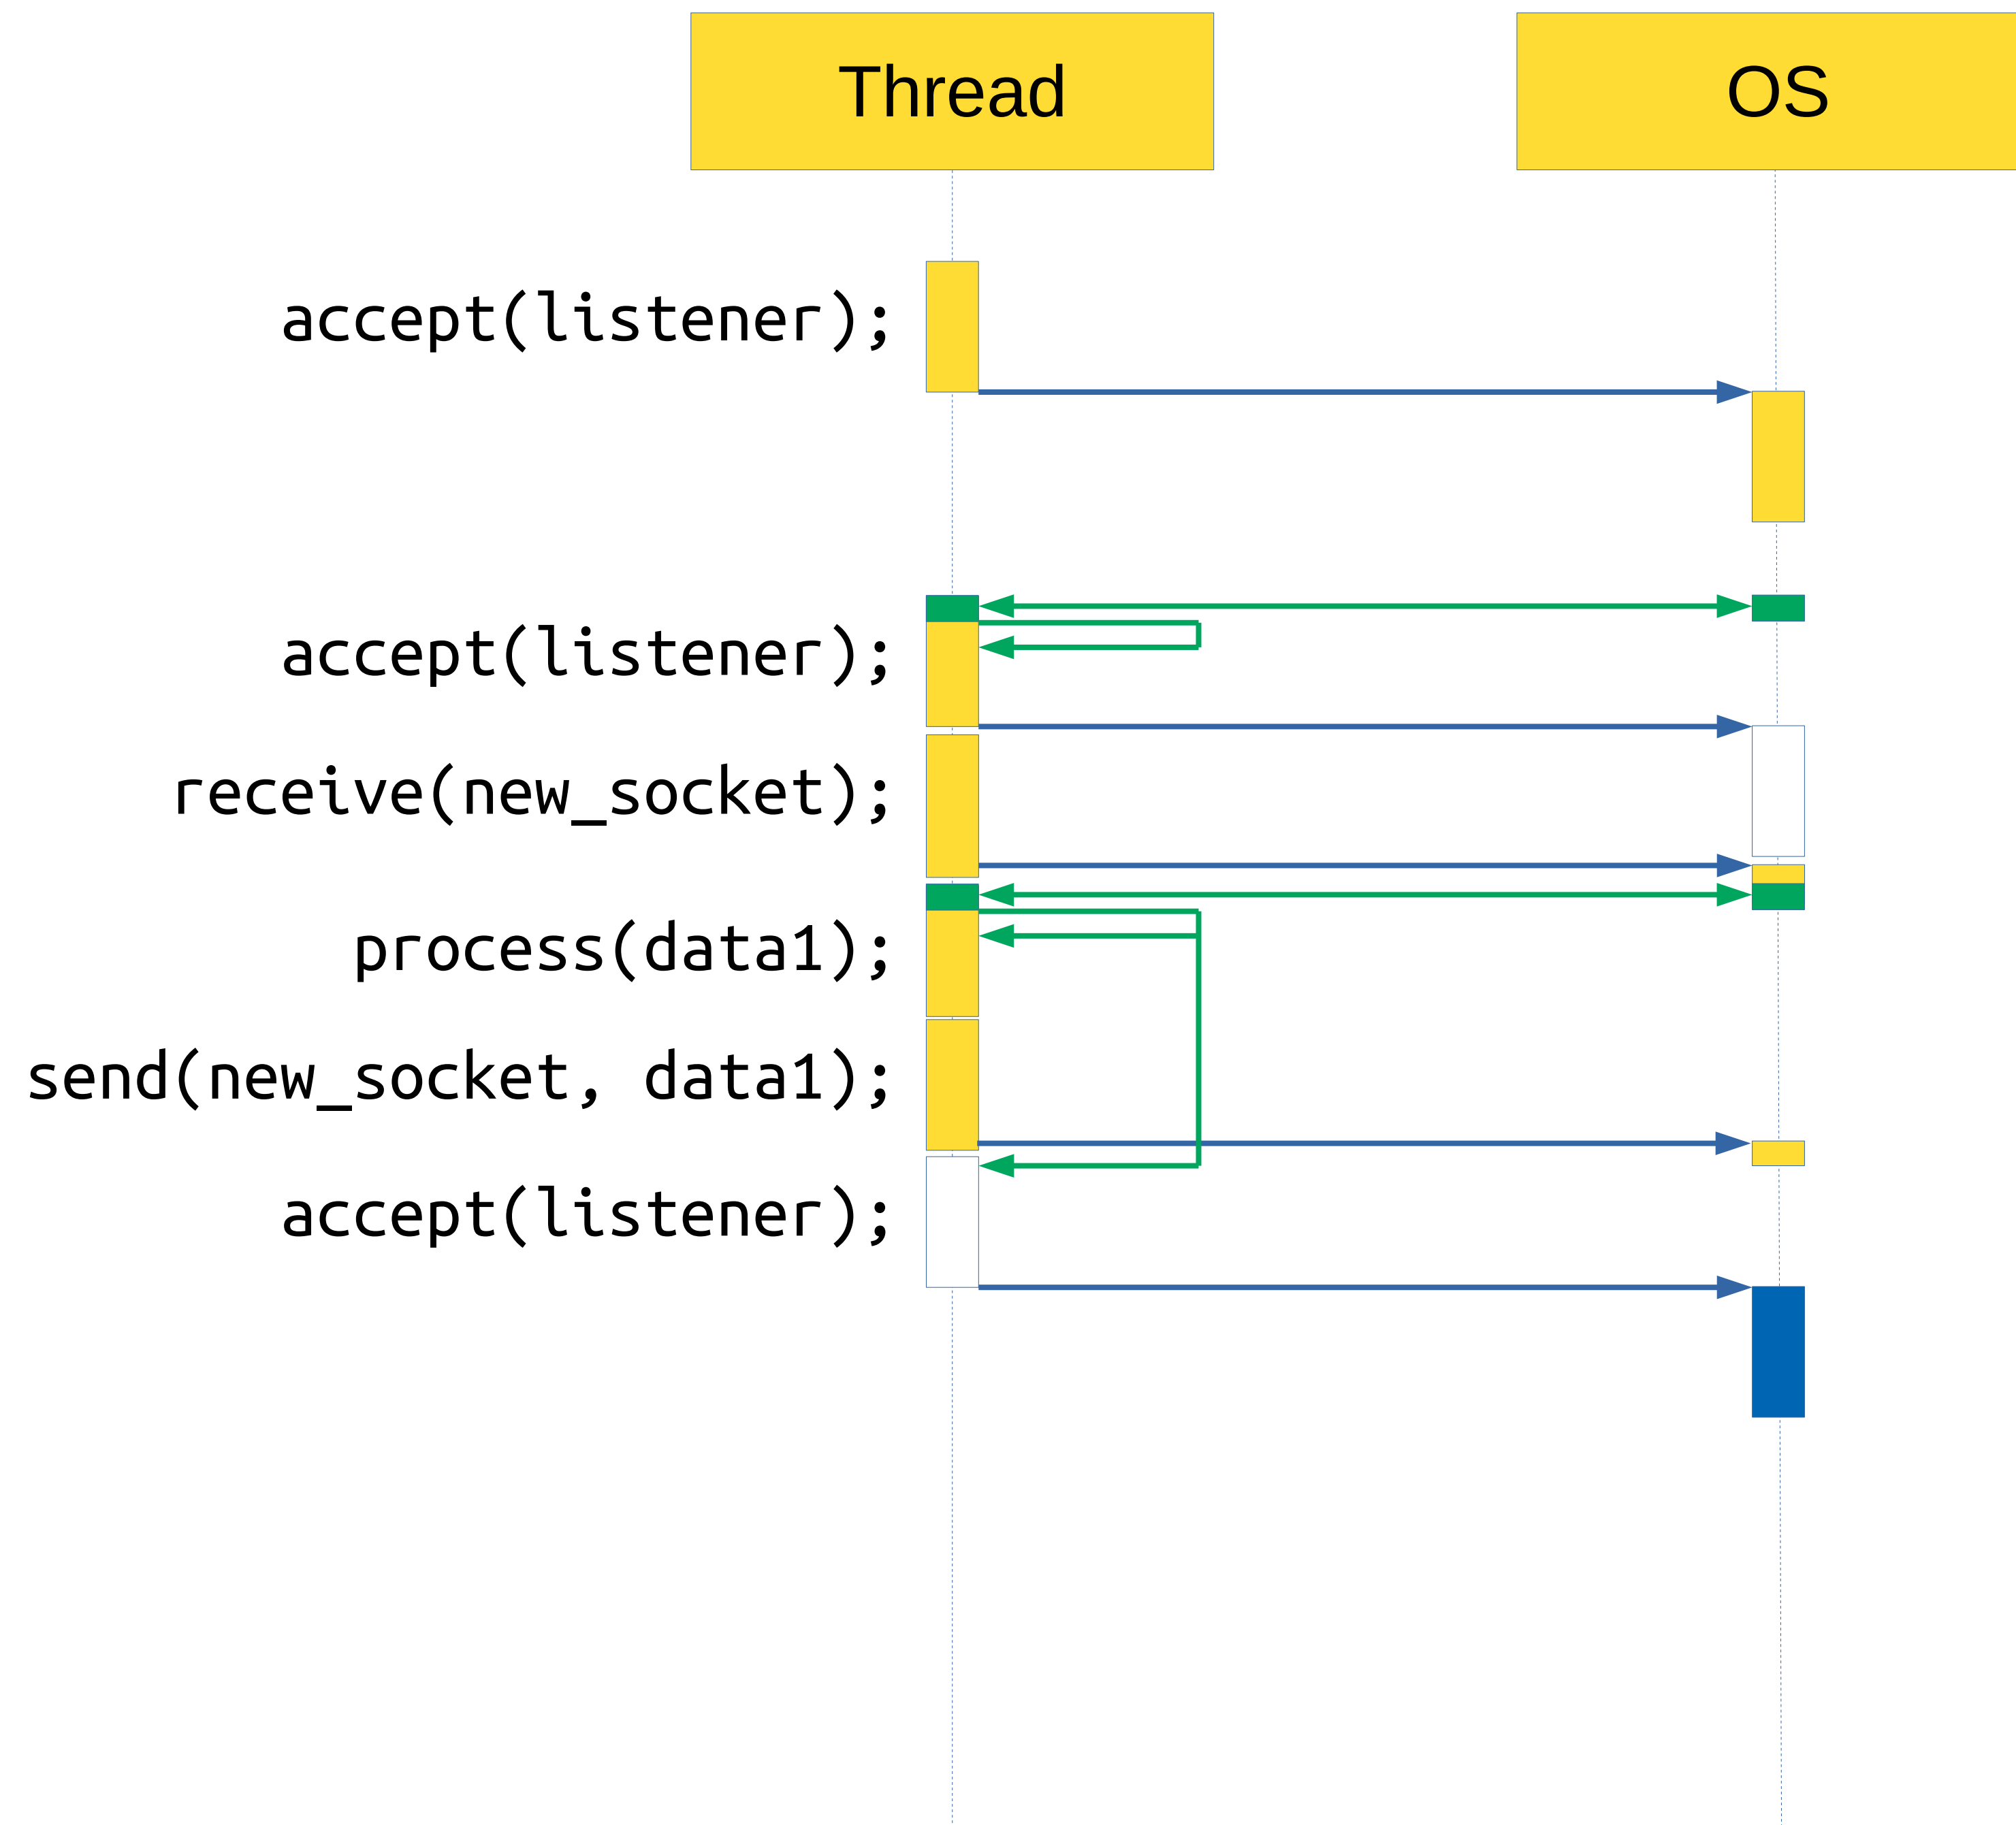 Thread
OS
accept(listener);
accept(listener);
receive(new_socket);
process(data1);
send(new_socket, data1);
accept(listener);